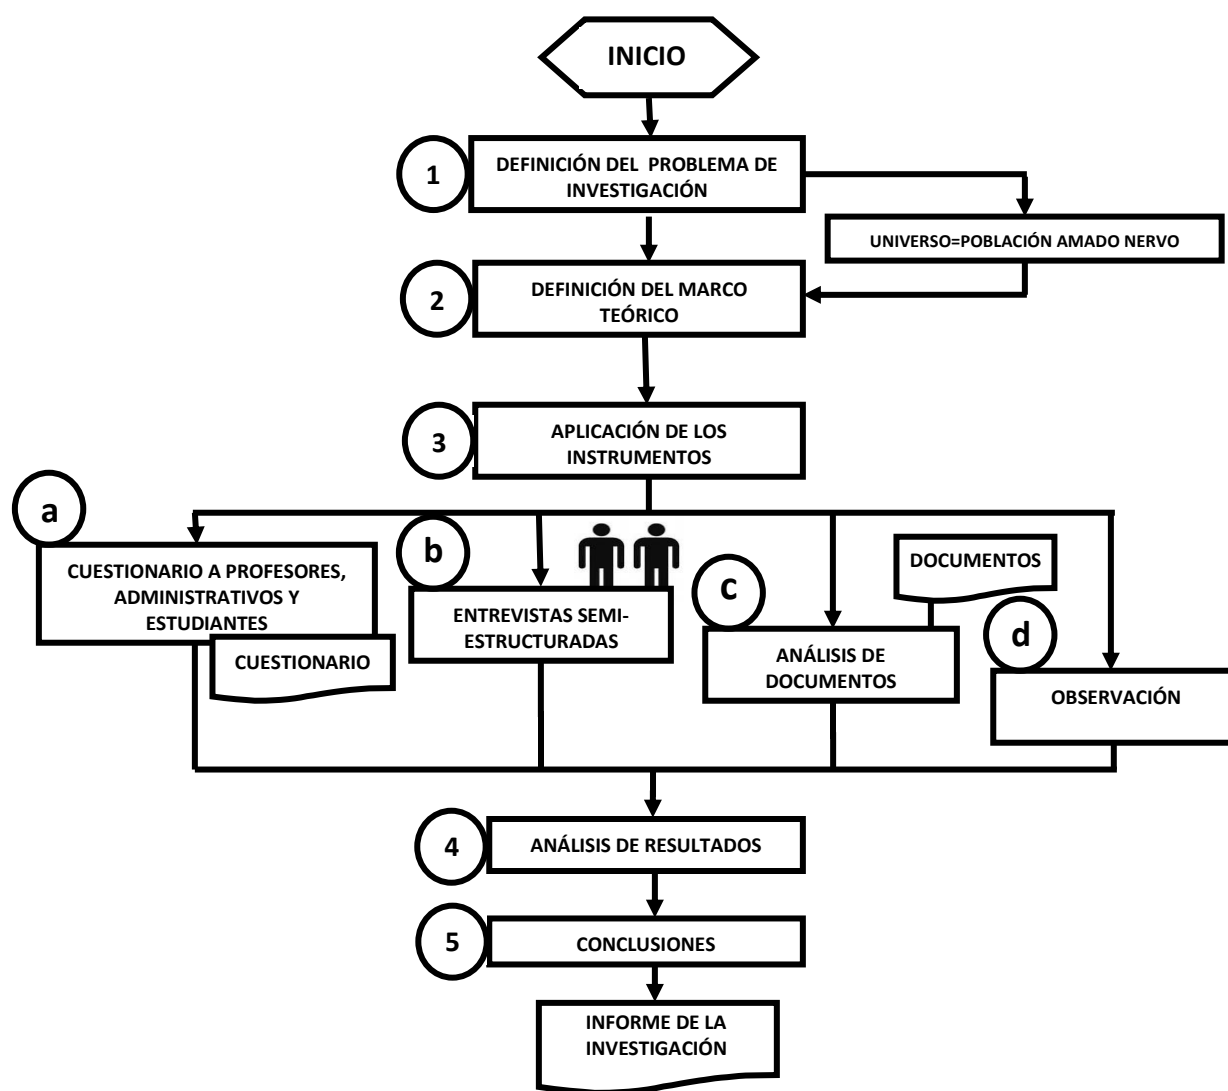 INICIO
1
DEFINICIÓN DEL  PROBLEMA DE
INVESTIGACIÓN
UNIVERSO=POBLACIÓN AMADO NERVO
2
DEFINICIÓN DEL MARCO
TEÓRICO
3
APLICACIÓN DE LOS
INSTRUMENTOS
a
CUESTIONARIO A PROFESORES,
ADMINISTRATIVOS Y
ESTUDIANTES
CUESTIONARIO
b
ENTREVISTAS SEMI-
ESTRUCTURADAS
c
DOCUMENTOS
ANÁLISIS DE
DOCUMENTOS
d
OBSERVACIÓN
4
ANÁLISIS DE RESULTADOS
5
CONCLUSIONES
INFORME DE LA
INVESTIGACIÓN